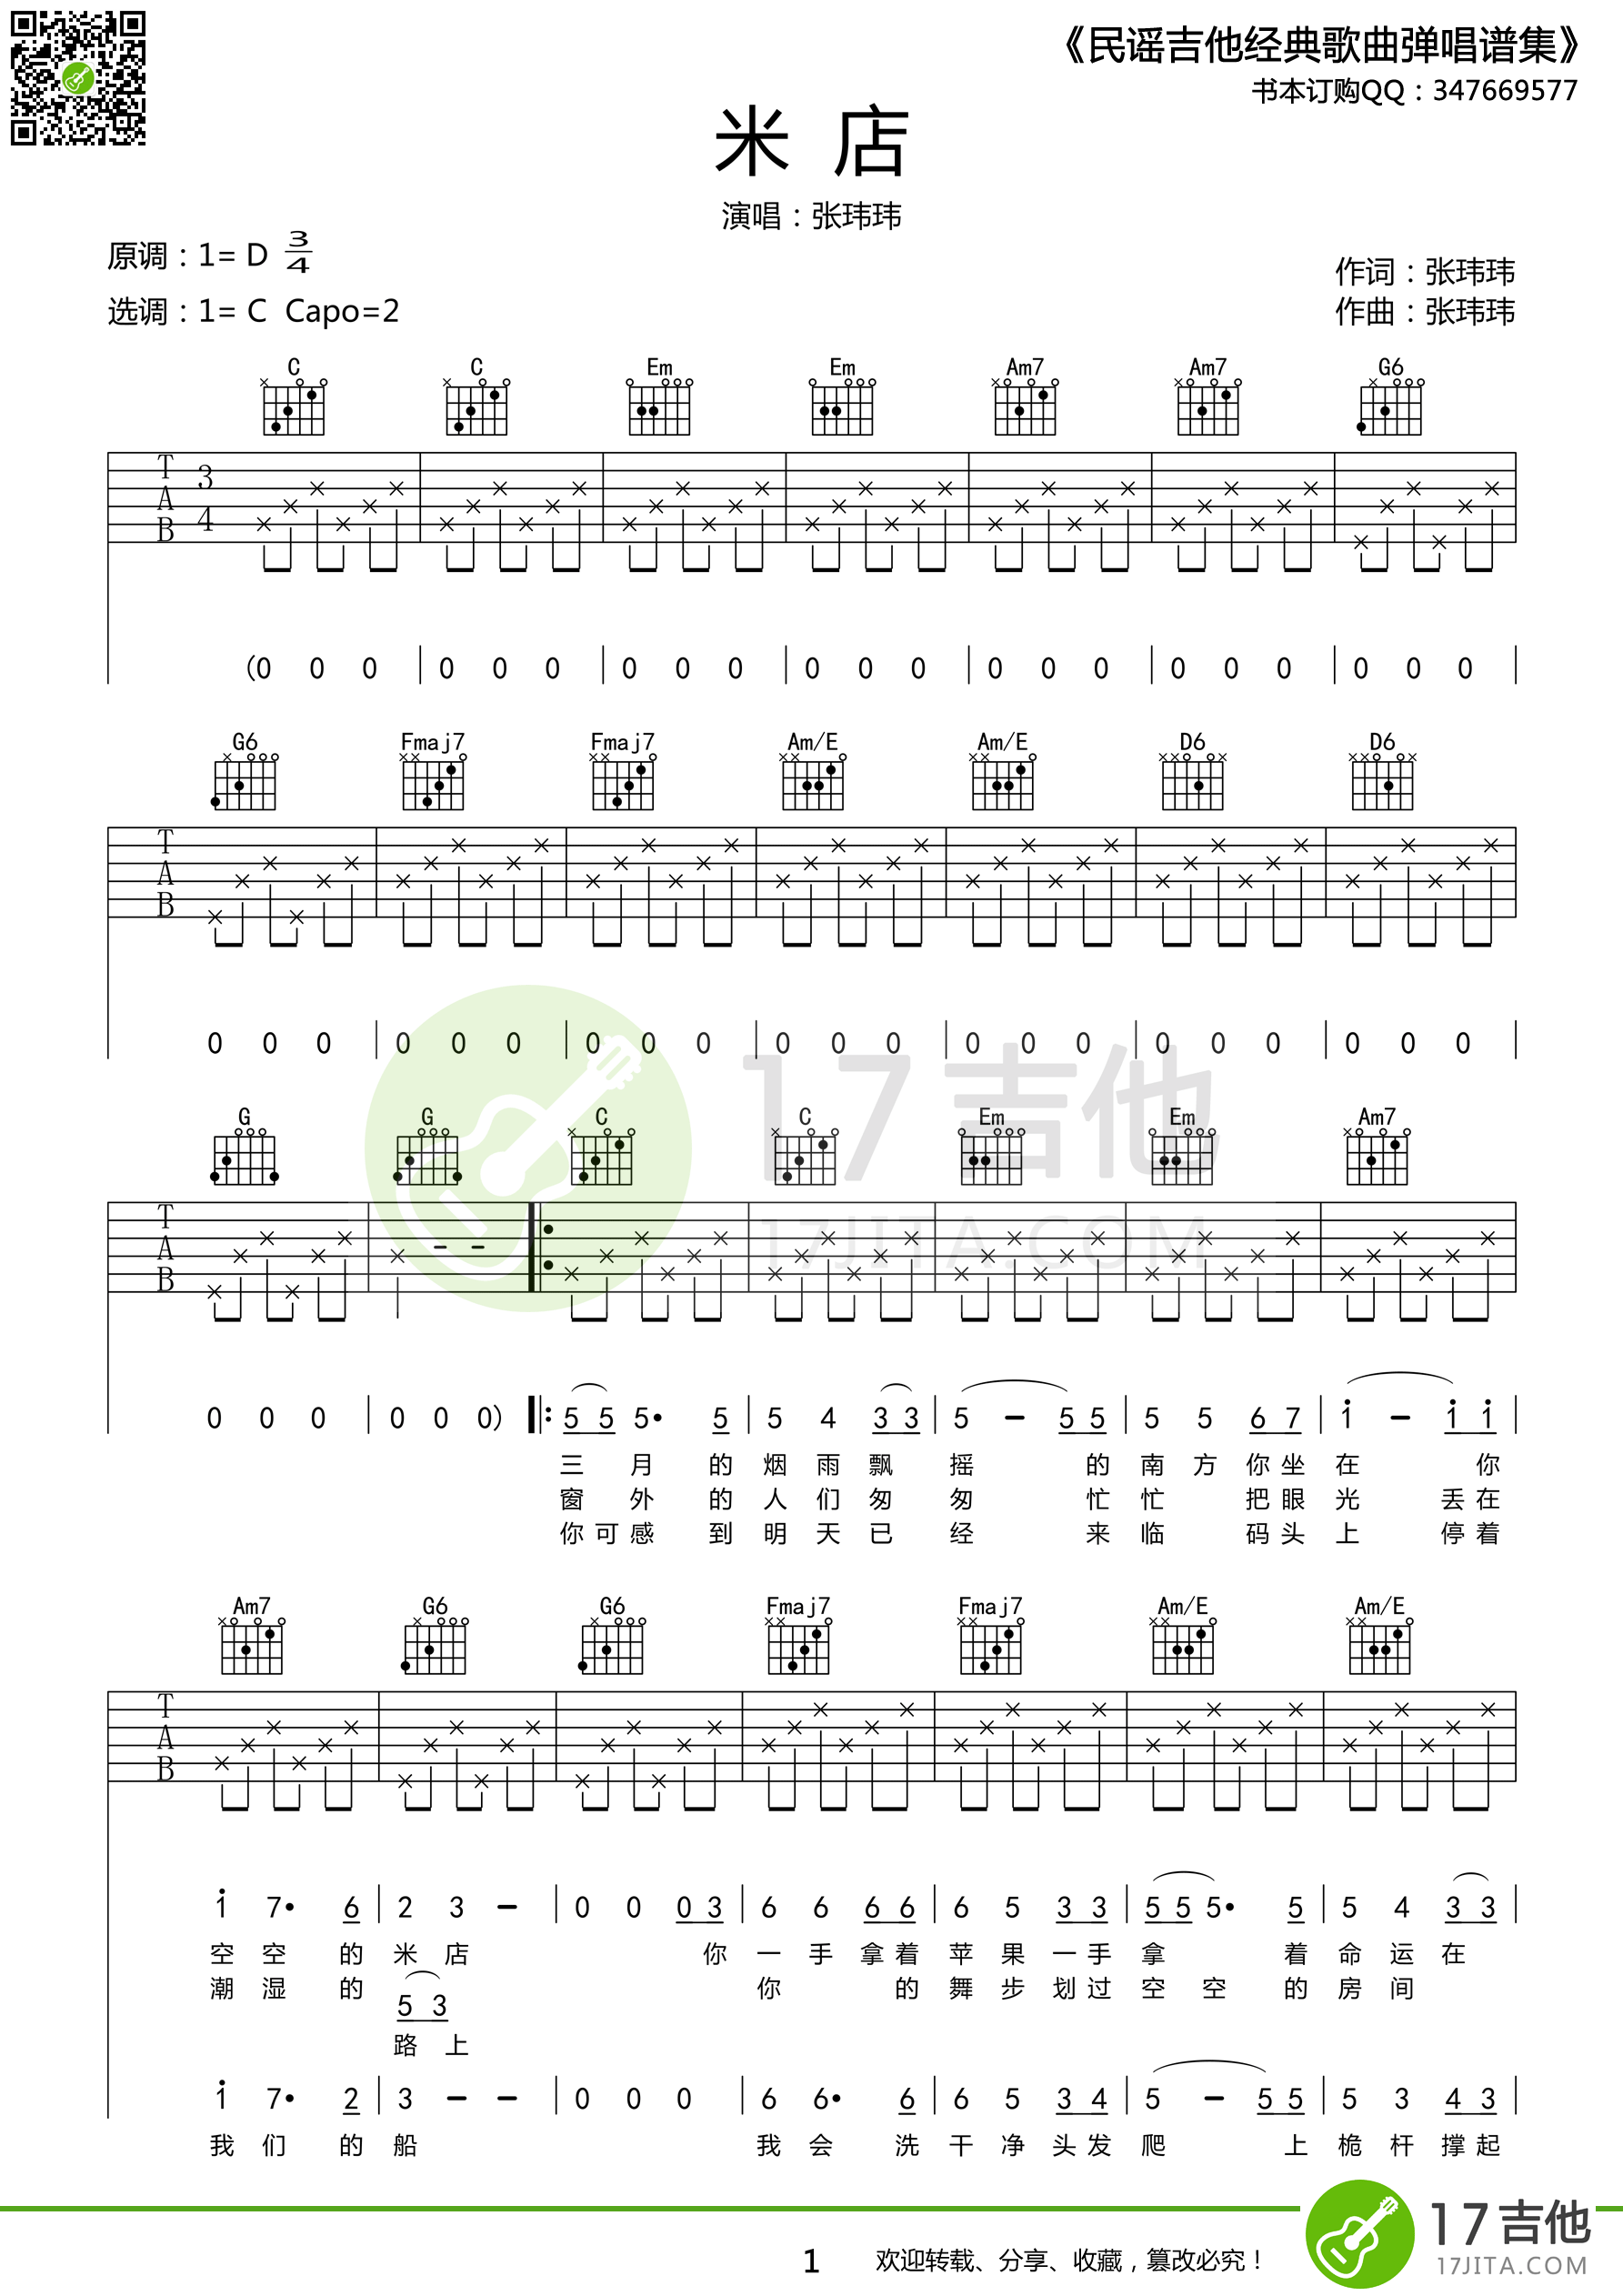 《民谣吉他经典歌曲弹唱谱集》
书本订购QQ：347669577
米 店
演唱：张玮玮
原调：1= D 3/4
选调：1= C Capo=2
作词：张玮玮
作曲：张玮玮
C C Em Em Am7 Am7 G6
T A B 3 4
(0 0 0 | 0 0 0 | 0 0 0 | 0 0 0 | 0 0 0 | 0 0 0 | 0 0 0 |
G6 Fmaj7 Fmaj7 Am/E Am/E D6 D6
T A B
0 0 0 | 0 0 0 | 0 0 0 | 0 0 0 | 0 0 0 | 0 0 0 | 0 0 0 |
17吉他
17JITA.COM
G G C C Em Em Am7
T A B
0 0 0 | 0 0 0) |: 5 5 5• 5 | 5 4 3 3 | 5 – 5 5 | 5 5 6 7 | 1 – 1 1 |
三 月 的 烟 雨 飘 摇 的 南 方 你 坐 在 你
窗 外 的 人 们 匆 匆 忙 忙 把 眼 光 丢 在
你 可 感 到 明 天 已 经 来 临 码 头 上 停 着
Am7 G6 G6 Fmaj7 Fmaj7 Am/E Am/E
T A B
1 7• 6 | 2 3 – | 0 0 0 3 | 6 6 6 6 | 6 5 3 3 | 5 5 5• 5 | 5 4 3 3 |
空 空 的 米 店 你 一 手 拿 着 苹 果 一 手 拿 着 命 运 在
潮 湿 的 你 的 舞 步 划 过 空 空 的 房 间
5 3
路 上
1 7• 2 | 3 – – | 0 0 0 | 6 6• 6 | 6 5 3 4 | 5 – 5 5 | 5 3 4 3 |
我 们 的 船 我 会 洗 干 净 头 发 爬 上 桅 杆 撑 起
1 欢迎转载、分享、收藏，篡改必究！
17吉他
17JITA.COM